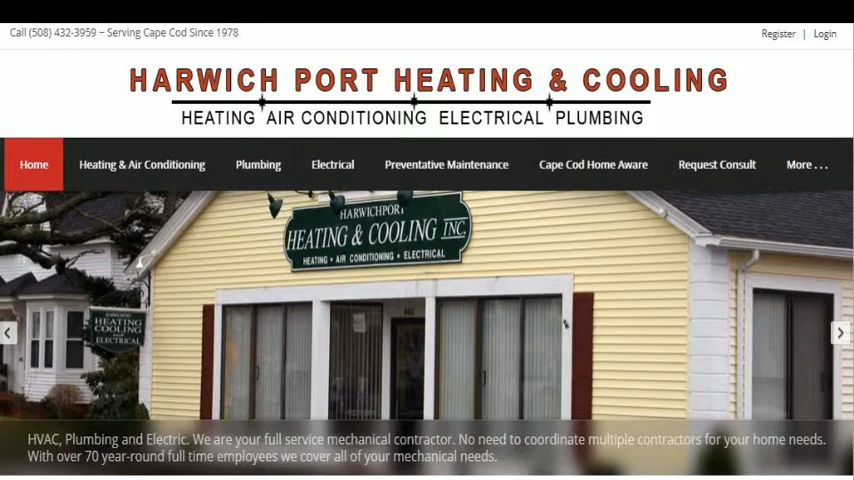 Call (508) 432-3959 – Serving Cape Cod Since 1978
Register | Login
HARWICH PORT HEATING & COOLING
HEATING AIR CONDITIONING ELECTRICAL PLUMBING
Home Heating & Air Conditioning Plumbing Electrical Preventative Maintenance Cape Cod Home Aware Request Consult More . . .
HARWICHPORT
HEATING & COOLING INC.
HEATING • AIR CONDITIONING • ELECTRICAL
HEATING
COOLING
ELECTRICAL
HVAC, Plumbing and Electric. We are your full service mechanical contractor. No need to coordinate multiple contractors for your home needs.
With over 70 year-round full time employees we cover all of your mechanical needs.